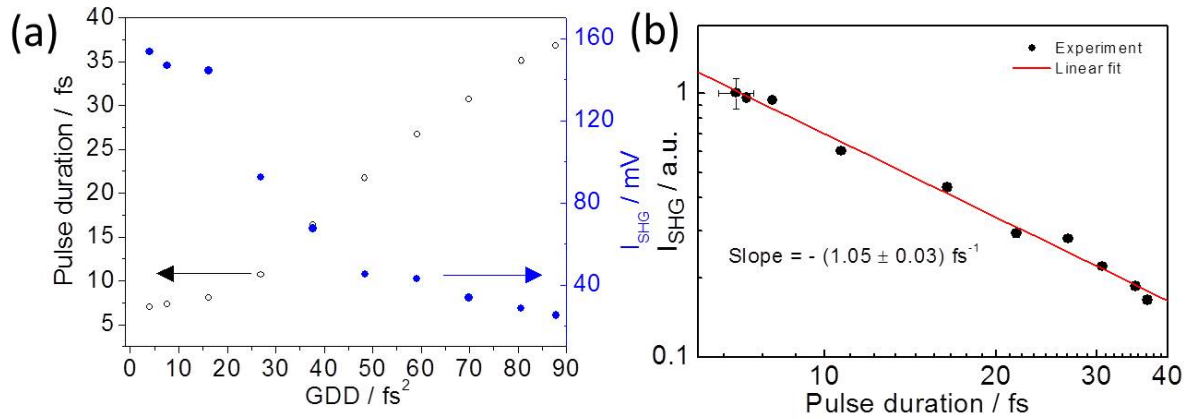 (a)
40
35
30
25
20
15
10
5
Pulse duration / fs
0 10 20 30 40 50 60 70 80 90
GDD / fs²
160
120
80
40
I_SHG / mV
(b)
Experiment
Linear fit
1
0.1
I_SHG / a.u.
Slope = - (1.05 ± 0.03) fs⁻¹
10 20 30 40
Pulse duration / fs